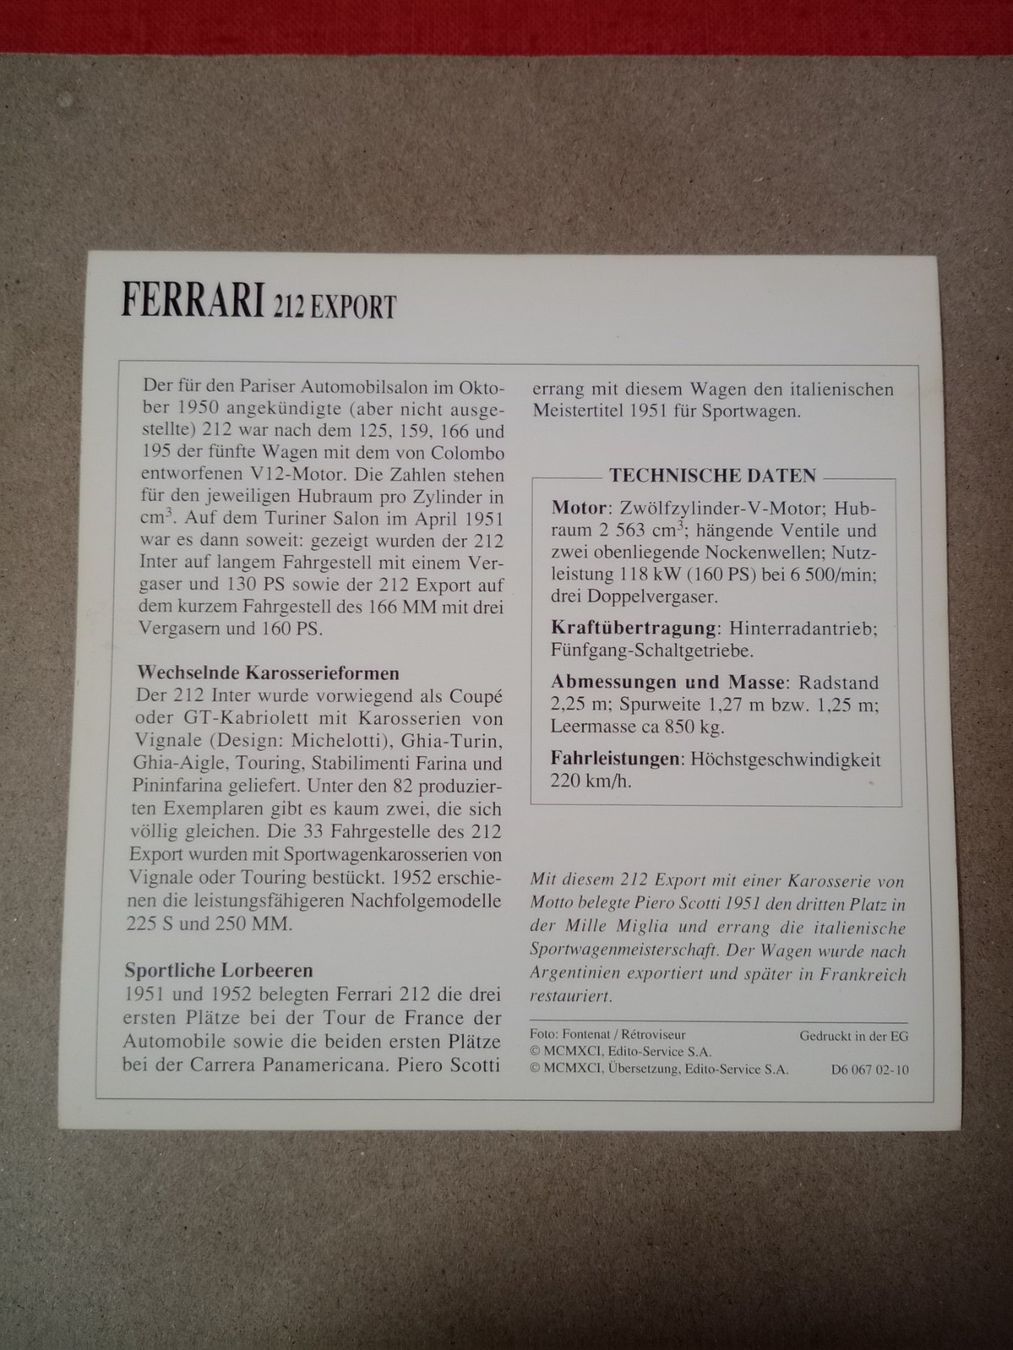 FERRARI 212 EXPORT
Der für den Pariser Automobilsalon im Okto-
ber 1950 angekündigte (aber nicht ausge-
stellte) 212 war nach dem 125, 159, 166 und
195 der fünfte Wagen mit dem von Colombo
entworfenen V12-Motor. Die Zahlen stehen
für den jeweiligen Hubraum pro Zylinder in
cm³. Auf dem Turiner Salon im April 1951
war es dann soweit: gezeigt wurden der 212
Inter auf langem Fahrgestell mit einem Ver-
gaser und 130 PS sowie der 212 Export auf
dem kurzem Fahrgestell des 166 MM mit drei
Vergasern und 160 PS.
Wechselnde Karosserieformen
Der 212 Inter wurde vorwiegend als Coupé
oder GT-Kabriolett mit Karosserien von
Vignale (Design: Michelotti), Ghia-Turin,
Ghia-Aigle, Touring, Stabilimenti Farina und
Pininfarina geliefert. Unter den 82 produzier-
ten Exemplaren gibt es kaum zwei, die sich
völlig gleichen. Die 33 Fahrgestelle des 212
Export wurden mit Sportwagenkarosserien von
Vignale oder Touring bestückt. 1952 erschie-
nen die leistungsfähigeren Nachfolgemodelle
225 S und 250 MM.
Sportliche Lorbeeren
1951 und 1952 belegten Ferrari 212 die drei
ersten Plätze bei der Tour de France der
Automobile sowie die beiden ersten Plätze
bei der Carrera Panamericana. Piero Scotti
errang mit diesem Wagen den italienischen
Meistertitel 1951 für Sportwagen.
TECHNISCHE DATEN
Motor: Zwölfzylinder-V-Motor; Hub-
raum 2 563 cm³; hängende Ventile und
zwei obenliegende Nockenwellen; Nutz-
leistung 118 kW (160 PS) bei 6 500/min;
drei Doppelvergaser.
Kraftübertragung: Hinterradantrieb;
Fünfgang-Schaltgetriebe.
Abmessungen und Masse: Radstand
2,25 m; Spurweite 1,27 m bzw. 1,25 m;
Leermasse ca 850 kg.
Fahrleistungen: Höchstgeschwindigkeit
220 km/h.
Mit diesem 212 Export mit einer Karosserie von
Motto belegte Piero Scotti 1951 den dritten Platz in
der Mille Miglia und errang die italienische
Sportwagenmeisterschaft. Der Wagen wurde nach
Argentinien exportiert und später in Frankreich
restauriert.
Foto: Fontenat / Rétroviseur Gedruckt in der EG
© MCMXCI, Edito-Service S.A.
© MCMXCI, Übersetzung, Edito-Service S.A. D6 067 02-10